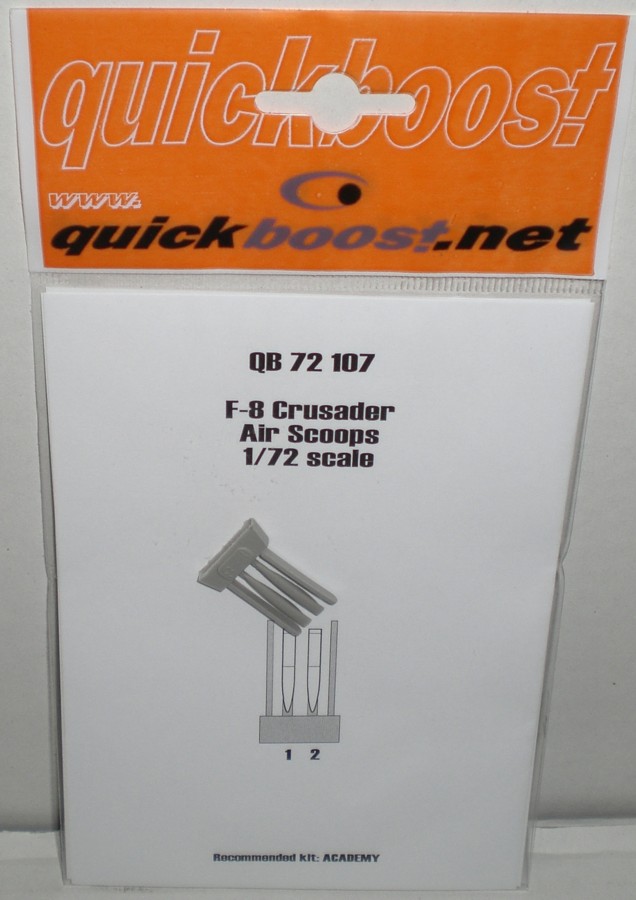 quickboost
www.
quickboost.net
QB 72 107
F-8 Crusader
Air Scoops
1/72 scale
1 2
Recommended kit: ACADEMY